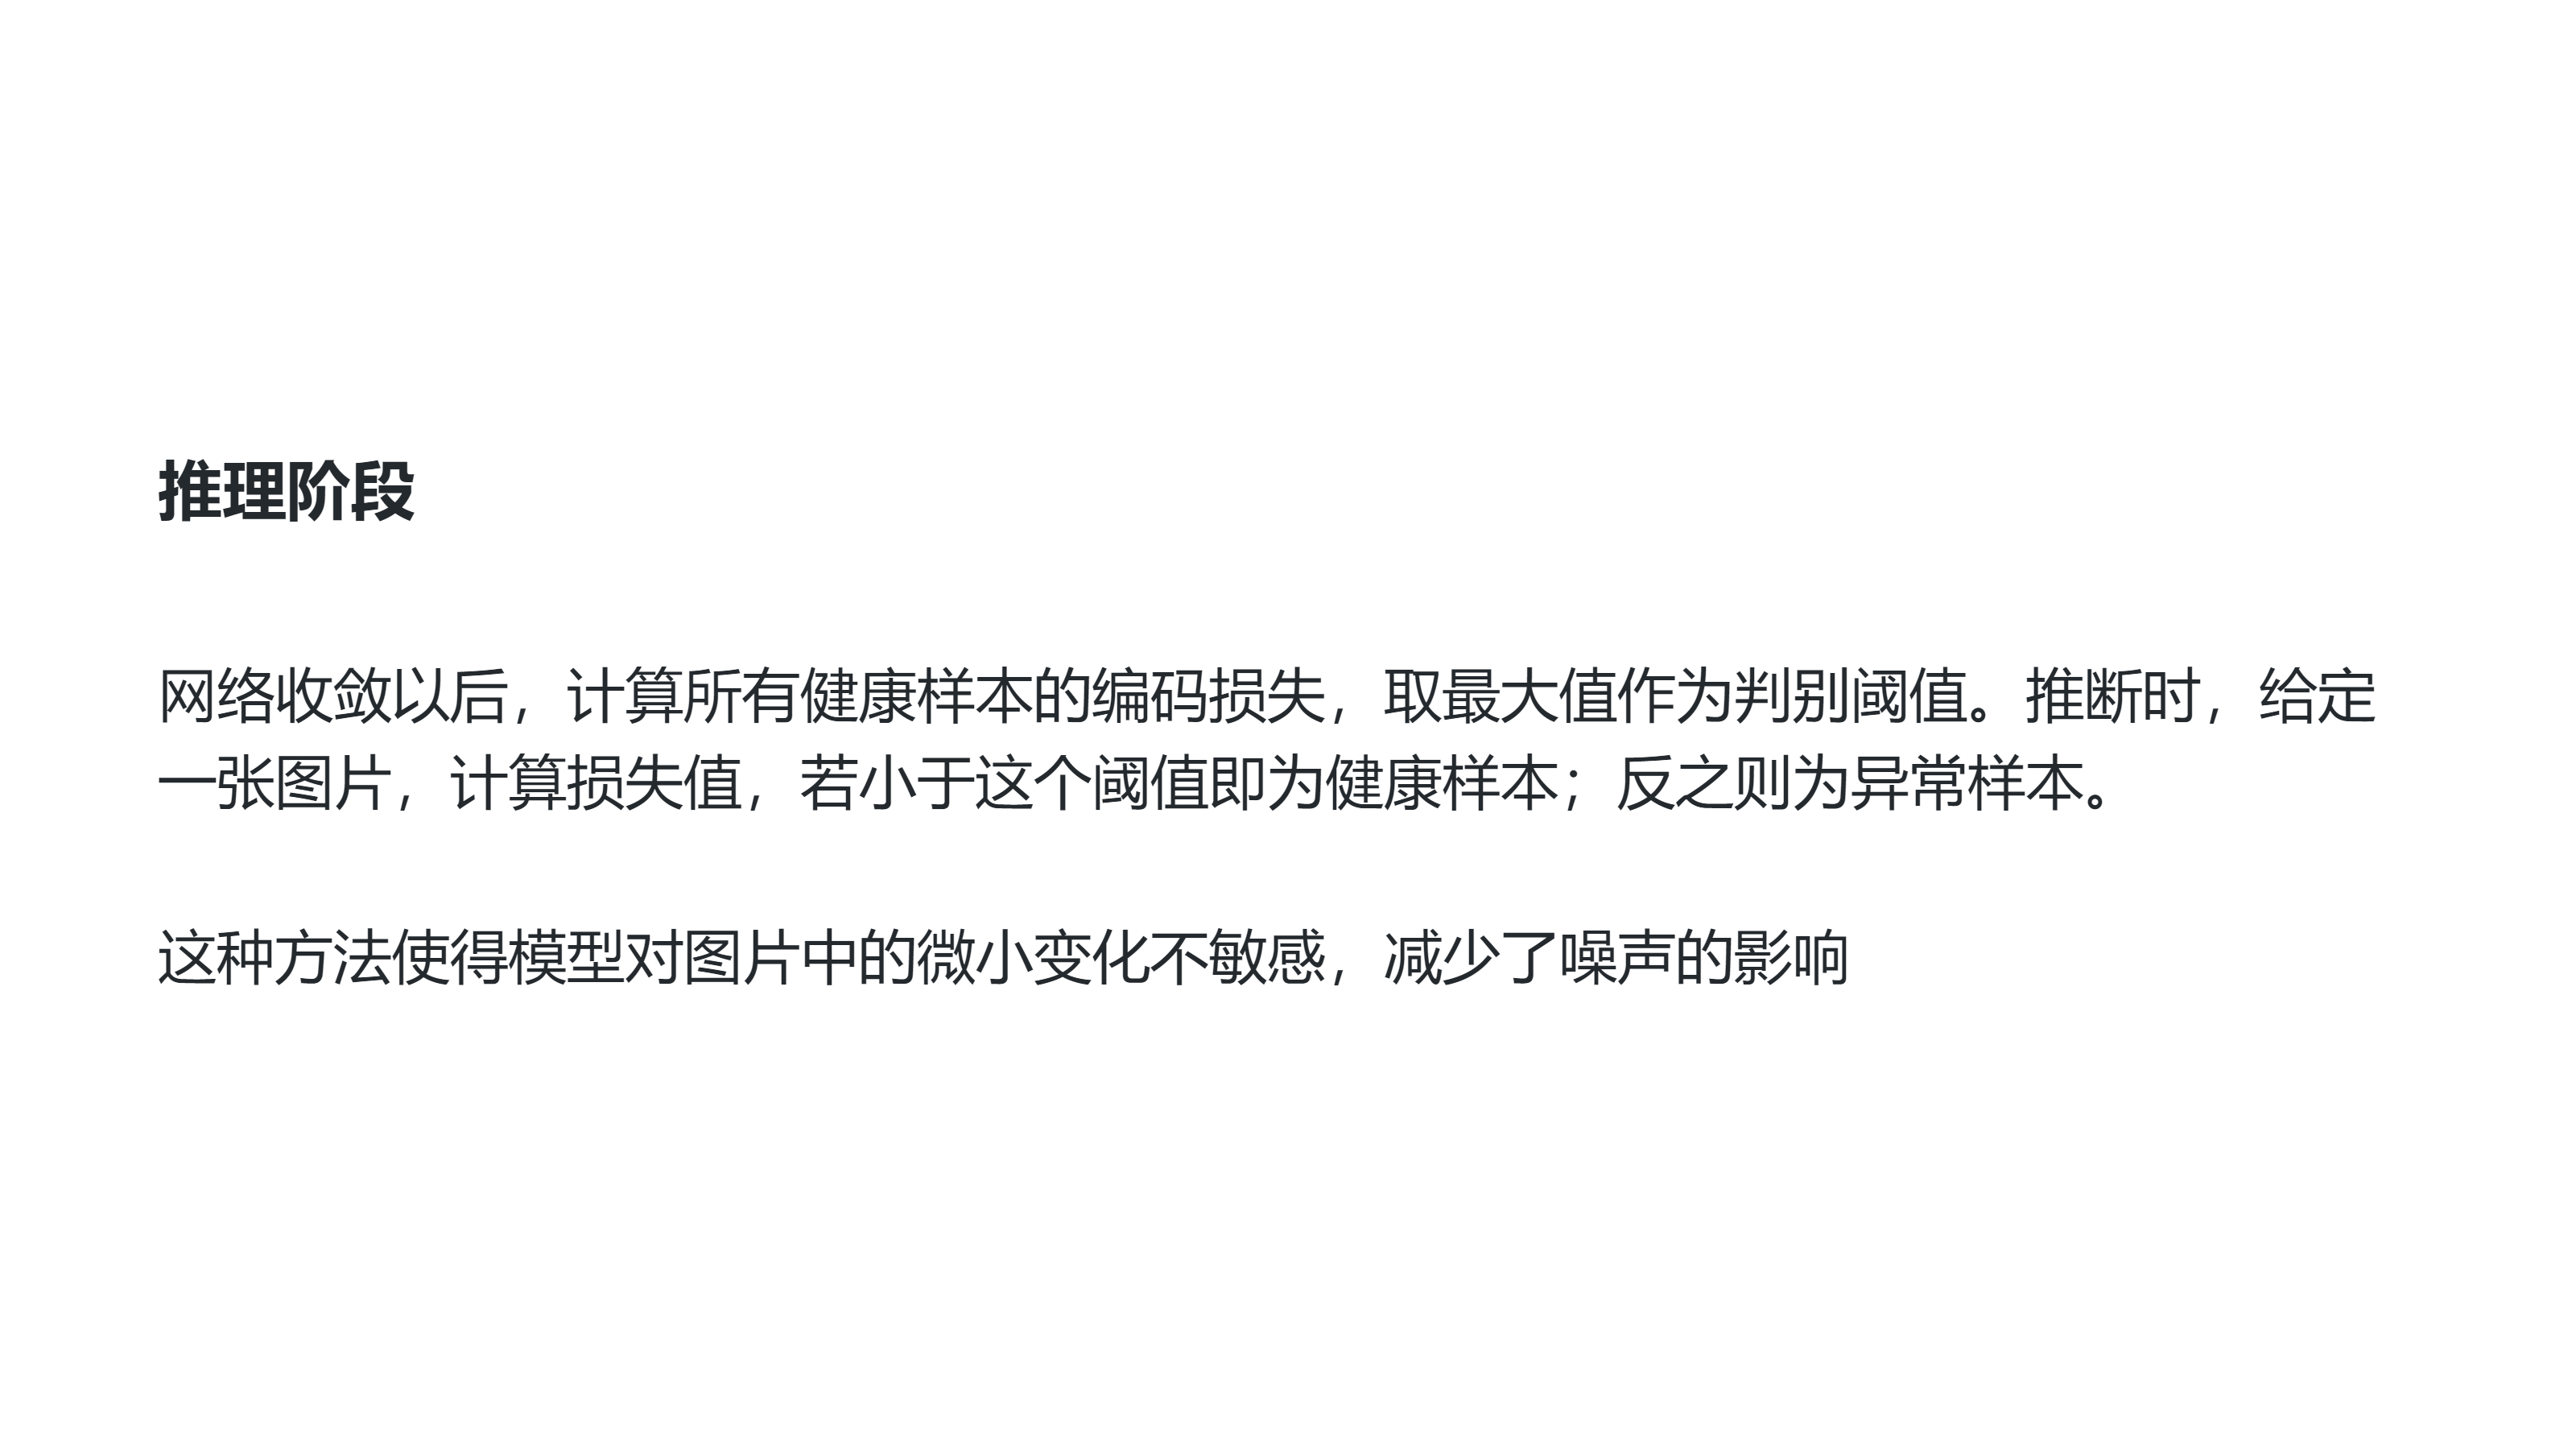 推理阶段
网络收敛以后，计算所有健康样本的编码损失，取最大值作为判别阈值。推断时，给定
一张图片，计算损失值，若小于这个阈值即为健康样本；反之则为异常样本。
这种方法使得模型对图片中的微小变化不敏感，减少了噪声的影响